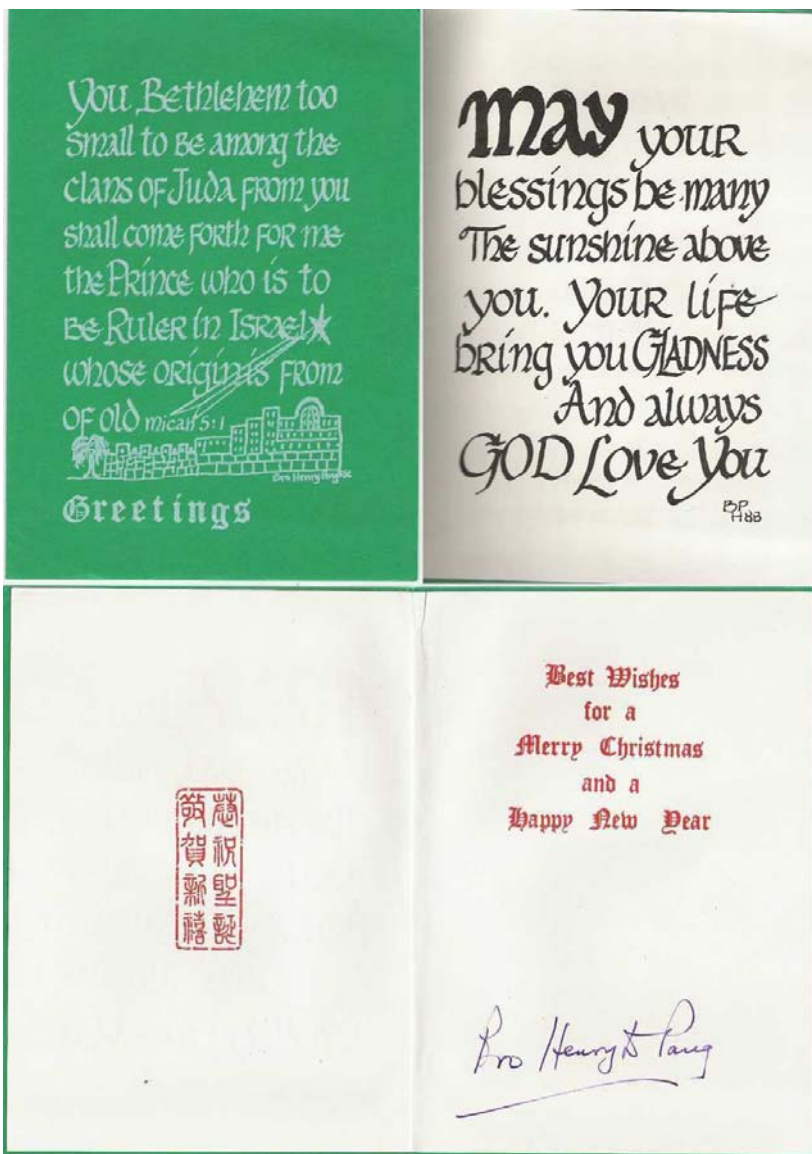 You Bethlehem too
small to be among the
clans of Juda from you
shall come forth for me
the Prince who is to
be Ruler in Israel
whose origin is from
of old micah 5:1
Bro Henry Pang
Greetings
May your
blessings be many
The sunshine above
you. Your life
bring you GLADNESS
And always
GOD Love You
BP
H88
恭祝聖誕
敬賀新禧
Best Wishes
for a
Merry Christmas
and a
Happy New Year
Bro Henry D Pang